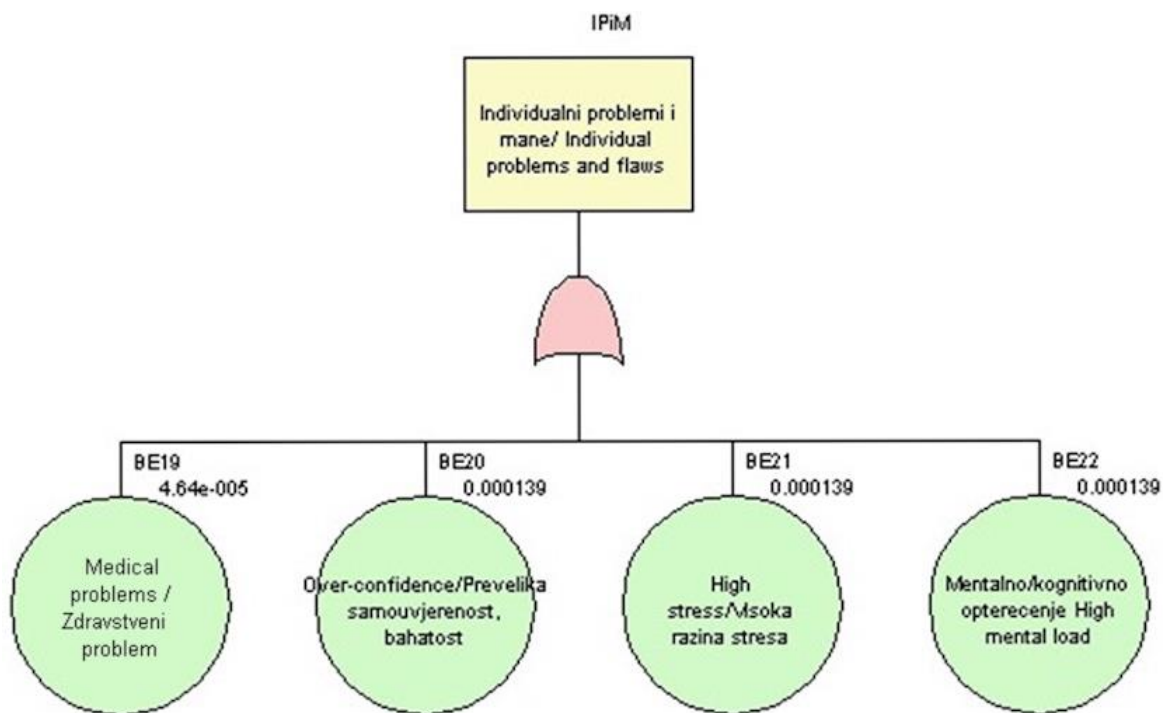 IPiM
Individualni problemi i
mane/ Individual
problems and flaws
BE19
4.64e-005
BE20
0.000139
BE21
0.000139
BE22
0.000139
Medical
problems /
Zdravstveni
problem
Over-confidence/Prevelika
samouvjerenost,
bahatost
High
stress/Visoka
razina stresa
Mentalno/kognitivno
opterecenje High
mental load